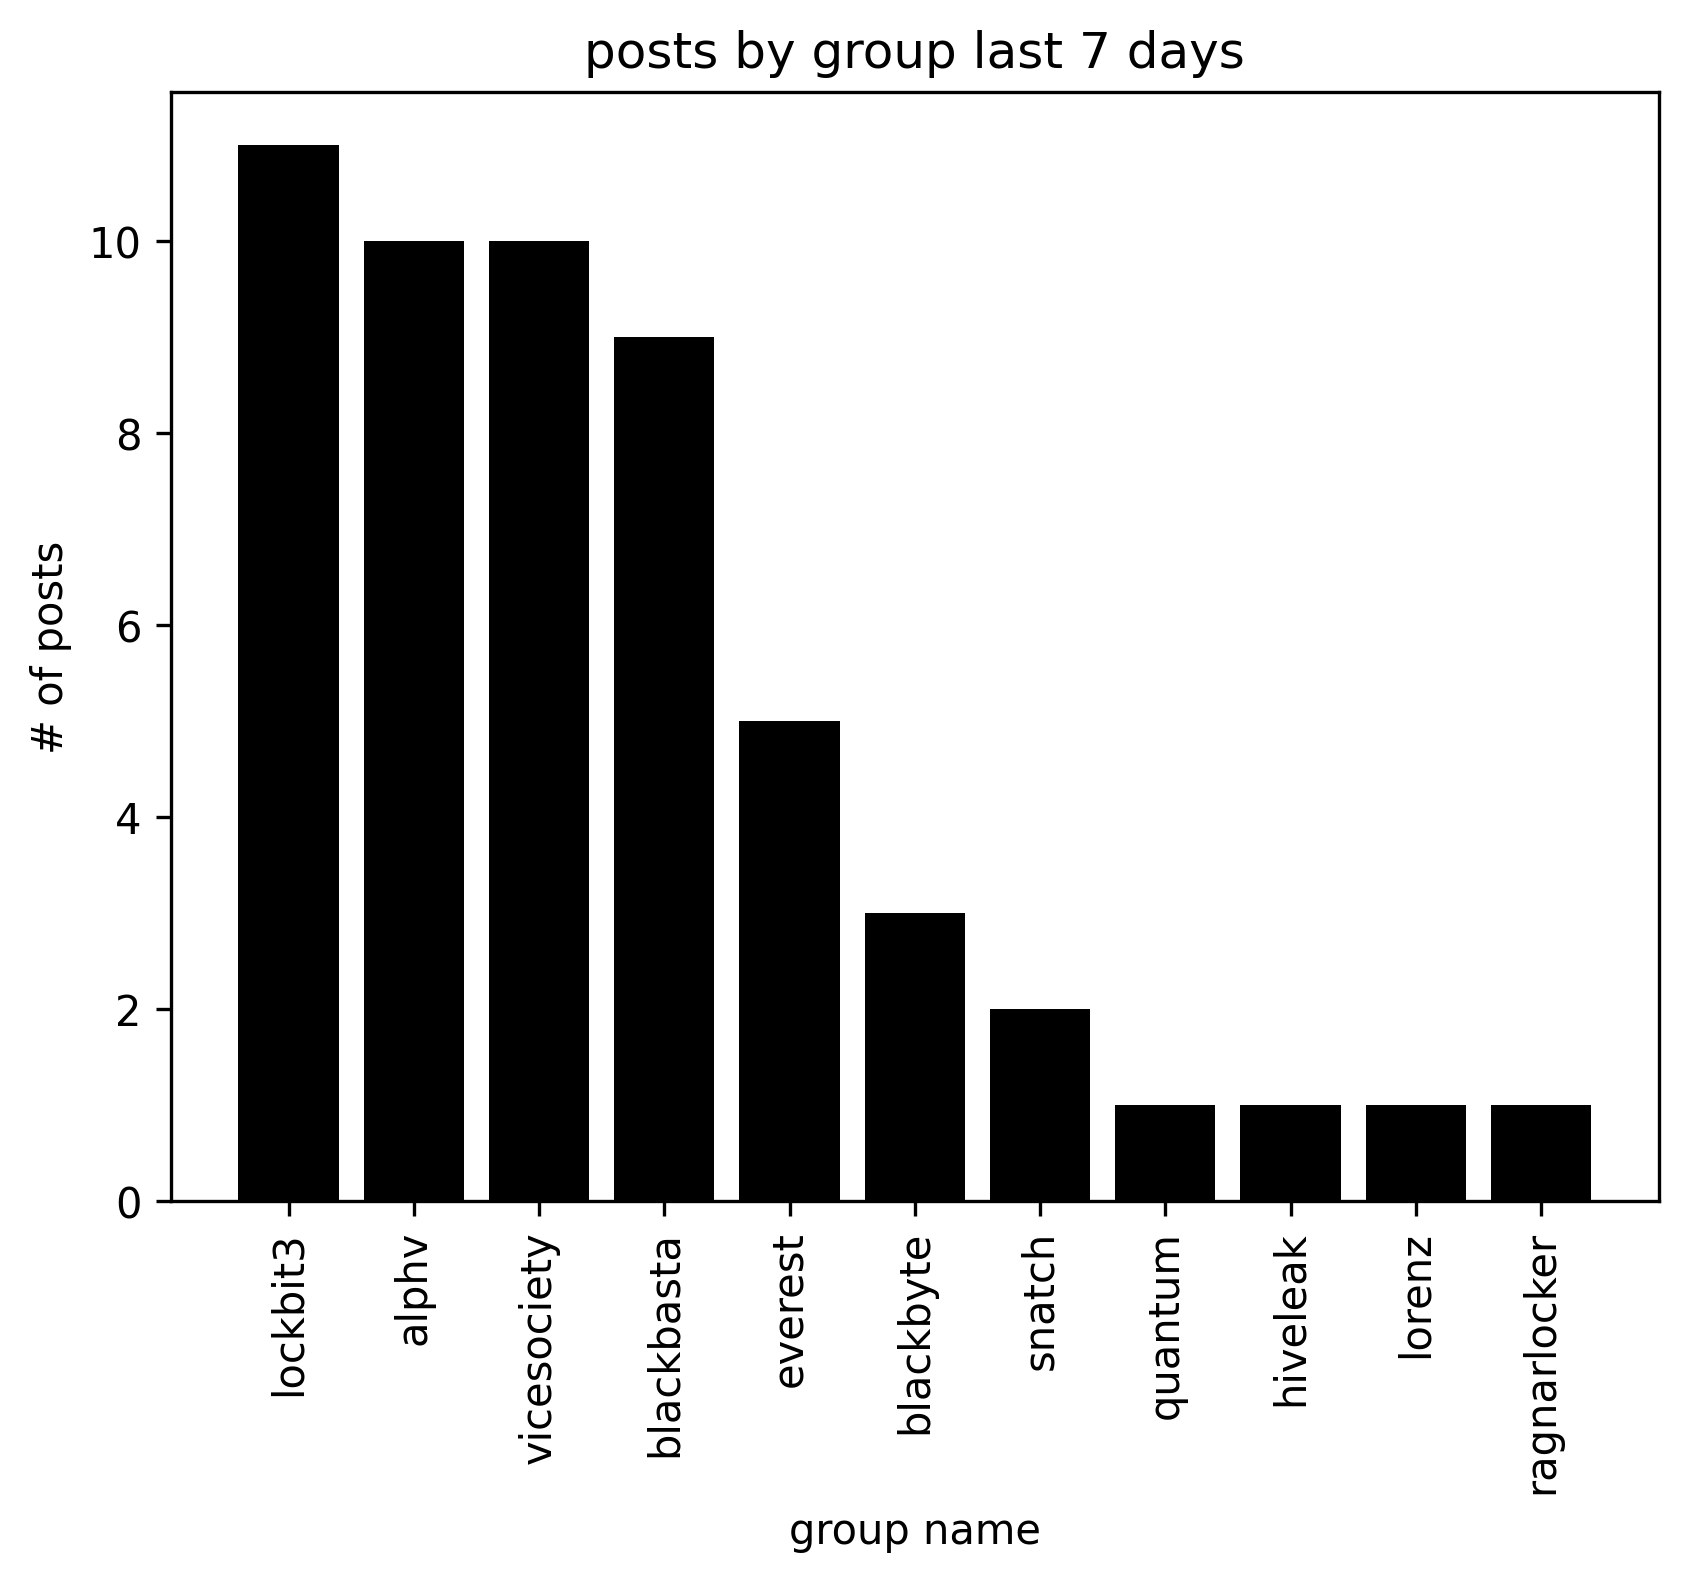 posts by group last 7 days
# of posts
10
8
6
4
2
0
lockbit3
alphv
vicesociety
blackbasta
everest
blackbyte
snatch
quantum
hiveleak
lorenz
ragnarlocker
group name